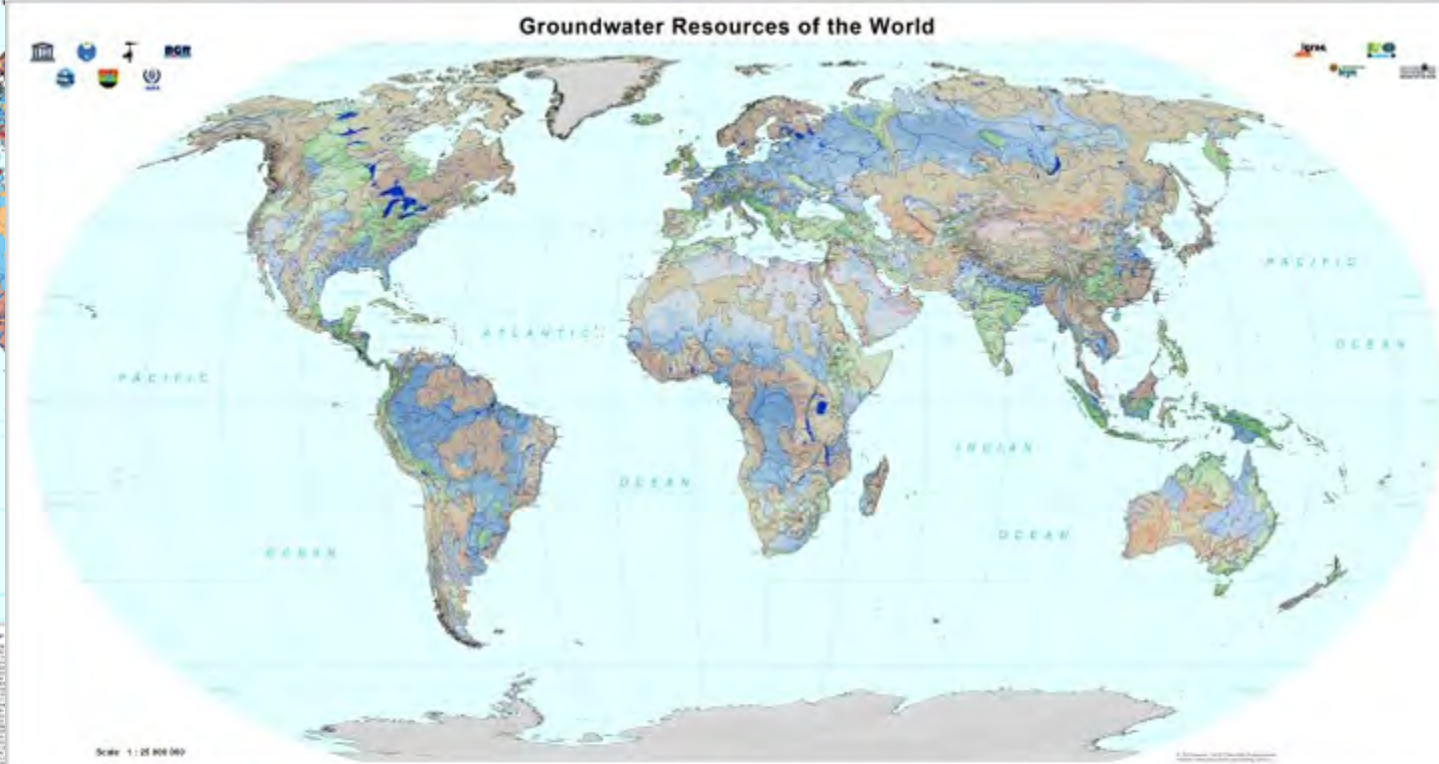 Groundwater Resources of the World
BGR
igrac
PACIFIC
ATLANTIC
OCEAN
PACIFIC
INDIAN
OCEAN
OCEAN
OCEAN
Scale 1 : 25 000 000